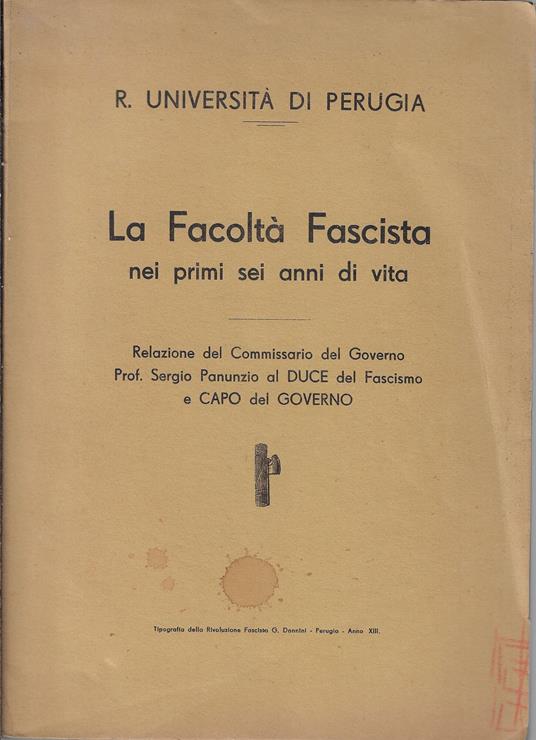 R. UNIVERSITÀ DI PERUGIA
La Facoltà Fascista
nei primi sei anni di vita
Relazione del Commissario del Governo
Prof. Sergio Panunzio al DUCE del Fascismo
e CAPO del GOVERNO
Tipografia della Rivoluzione Fascista G. Donnini - Perugia - Anno XIII.